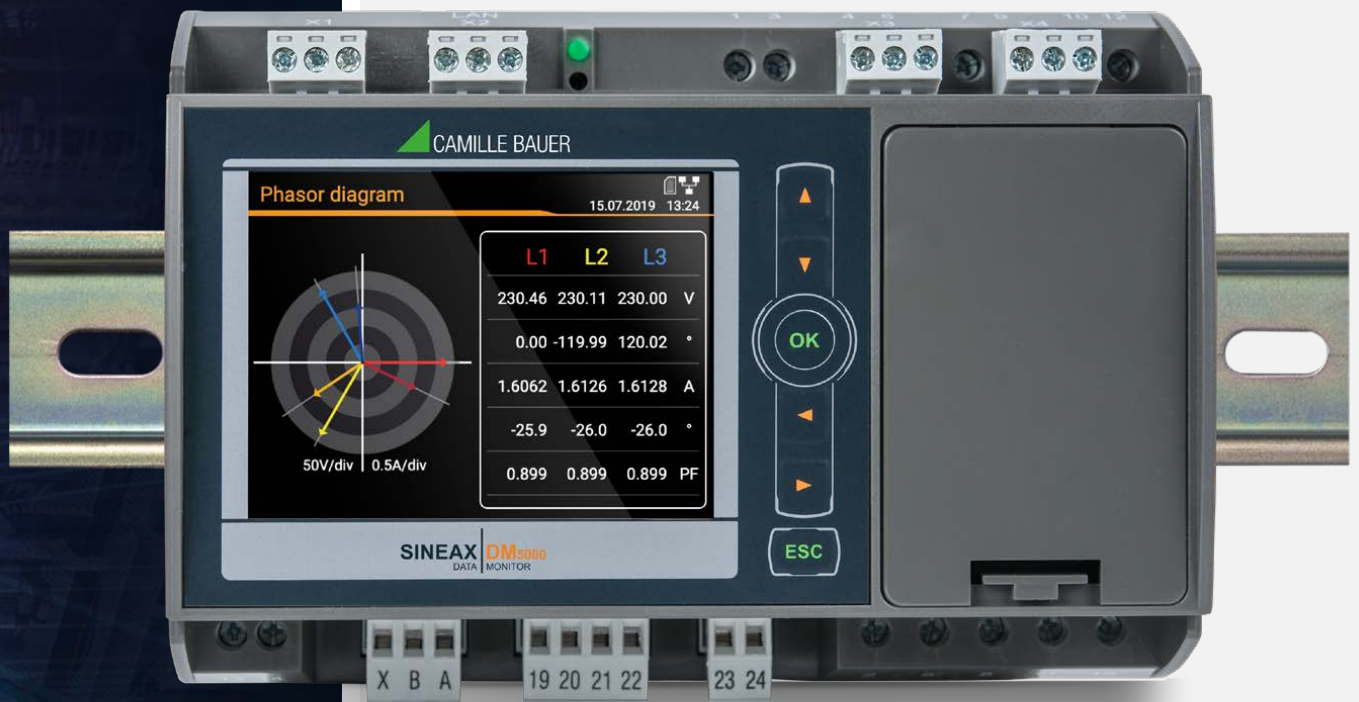 X1
LAN
X2
1 3
4 6
X3
7 9
X4
10 12
CAMILLE BAUER
Phasor diagram
15.07.2019 13:24
L1 L2 L3
230.46 230.11 230.00 V
0.00 -119.99 120.02 °
1.6062 1.6126 1.6128 A
-25.9 -26.0 -26.0 °
0.899 0.899 0.899 PF
50V/div 0.5A/div
OK
ESC
SINEAX DM5000
DATA MONITOR
X B A
19 20 21 22
23 24